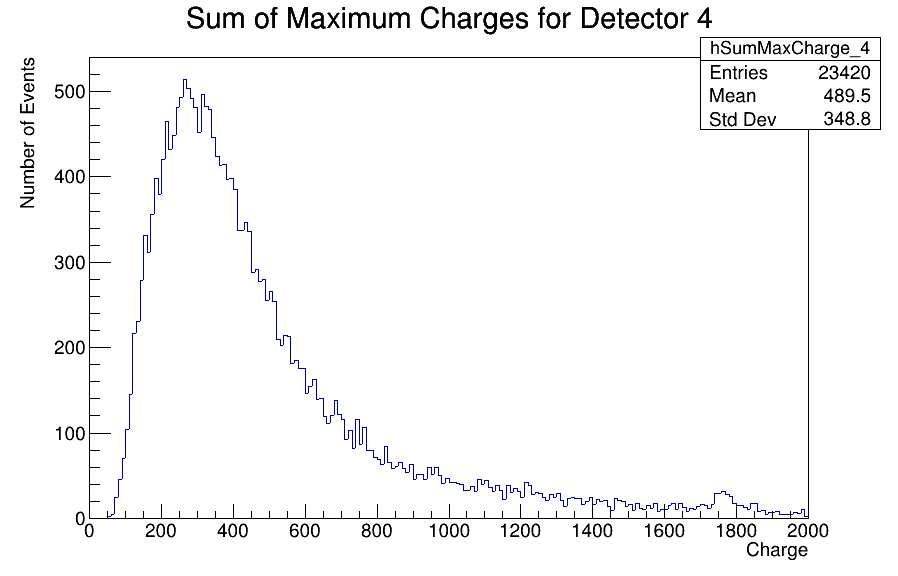 Sum of Maximum Charges for Detector 4
hSumMaxCharge_4
Entries 23420
Mean 489.5
Std Dev 348.8
Number of Events
500
400
300
200
100
0
0 200 400 600 800 1000 1200 1400 1600 1800 2000
Charge